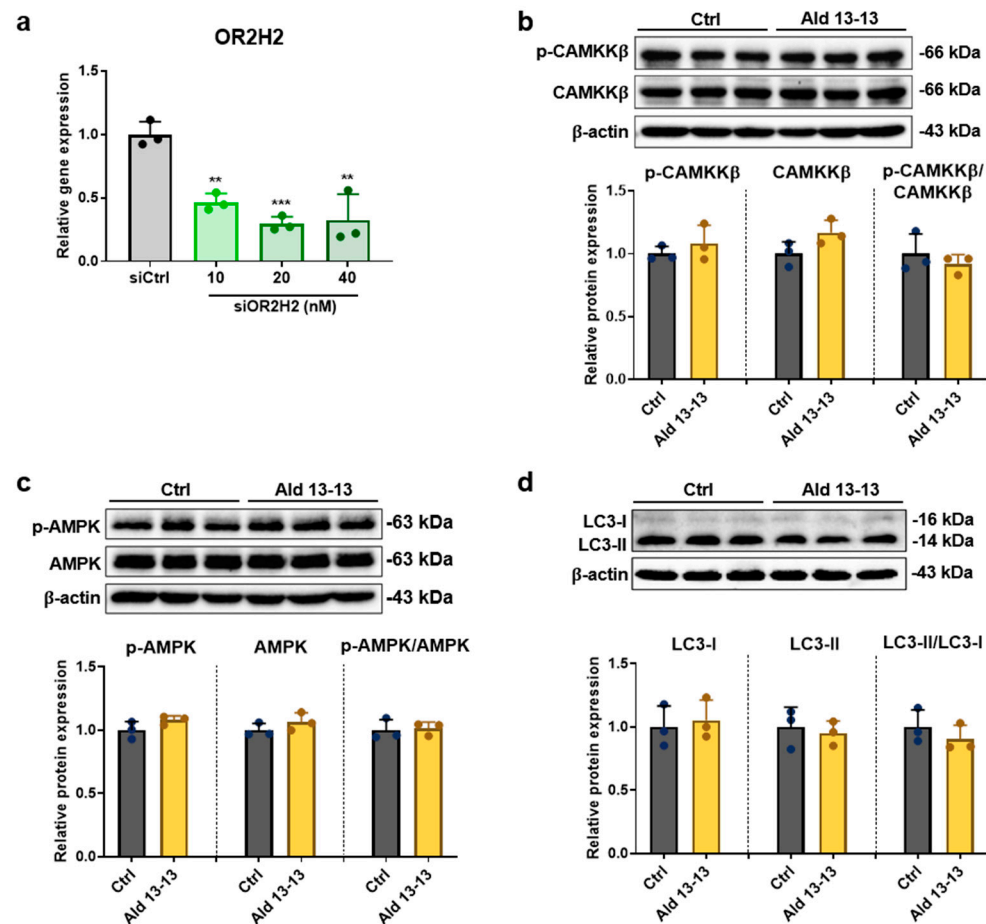 a
OR2H2
Relative gene expression
1.5
1.0
0.5
0.0
** *** **
siCtrl 10 20 40
siOR2H2 (nM)
b
Ctrl Ald 13-13
p-CAMKKβ -66 kDa
CAMKKβ -66 kDa
β-actin -43 kDa
p-CAMKKβ CAMKKβ p-CAMKKβ/
CAMKKβ
Relative protein expression
1.5
1.0
0.5
0.0
Ctrl Ald 13-13 Ctrl Ald 13-13 Ctrl Ald 13-13
c
Ctrl Ald 13-13
p-AMPK -63 kDa
AMPK -63 kDa
β-actin -43 kDa
p-AMPK AMPK p-AMPK/AMPK
Relative protein expression
1.5
1.0
0.5
0.0
Ctrl Ald 13-13 Ctrl Ald 13-13 Ctrl Ald 13-13
d
Ctrl Ald 13-13
LC3-I -16 kDa
LC3-II -14 kDa
β-actin -43 kDa
LC3-I LC3-II LC3-II/LC3-I
Relative protein expression
1.5
1.0
0.5
0.0
Ctrl Ald 13-13 Ctrl Ald 13-13 Ctrl Ald 13-13